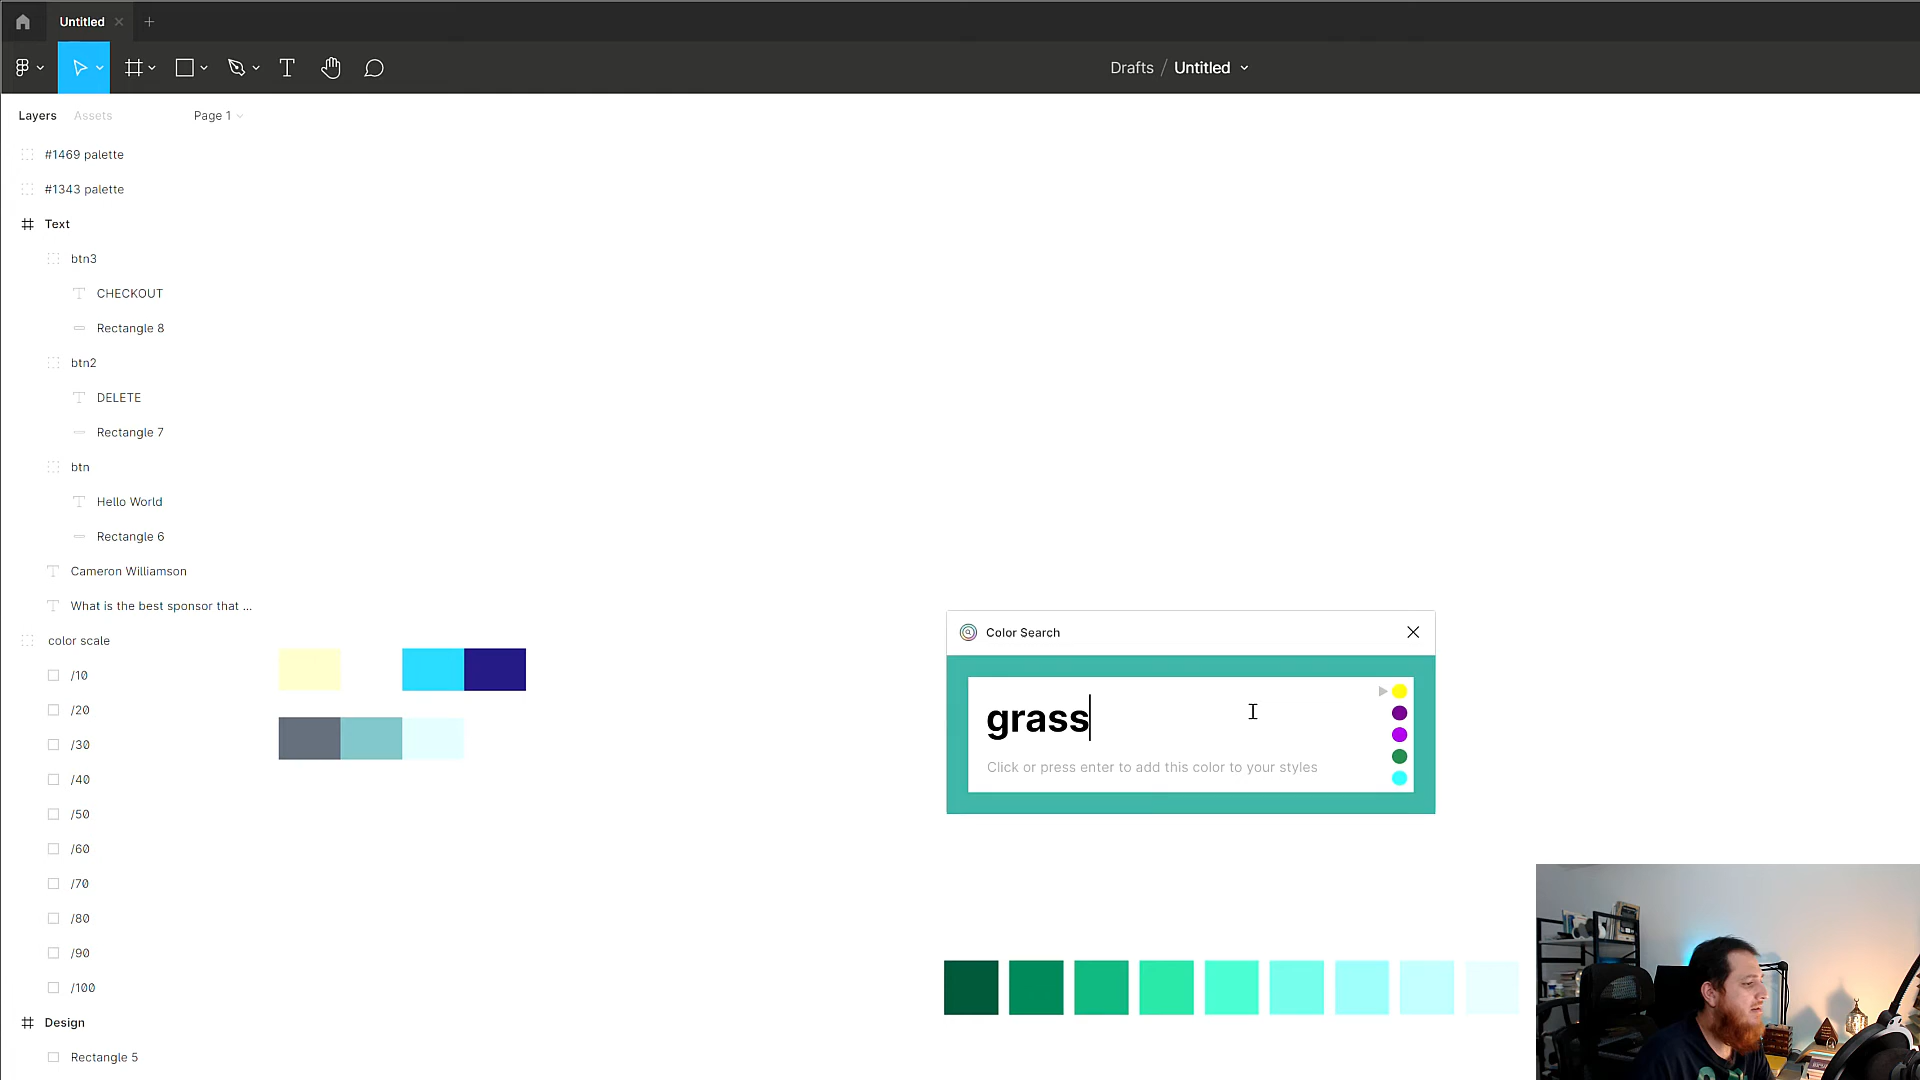 Untitled
Drafts / Untitled
Layers Assets Page 1
#1469 palette
#1343 palette
Text
btn3
CHECKOUT
Rectangle 8
btn2
DELETE
Rectangle 7
btn
Hello World
Rectangle 6
Cameron Williamson
What is the best sponsor that ...
color scale
/10
/20
/30
/40
/50
/60
/70
/80
/90
/100
Design
Rectangle 5
Color Search
grass
Click or press enter to add this color to your styles